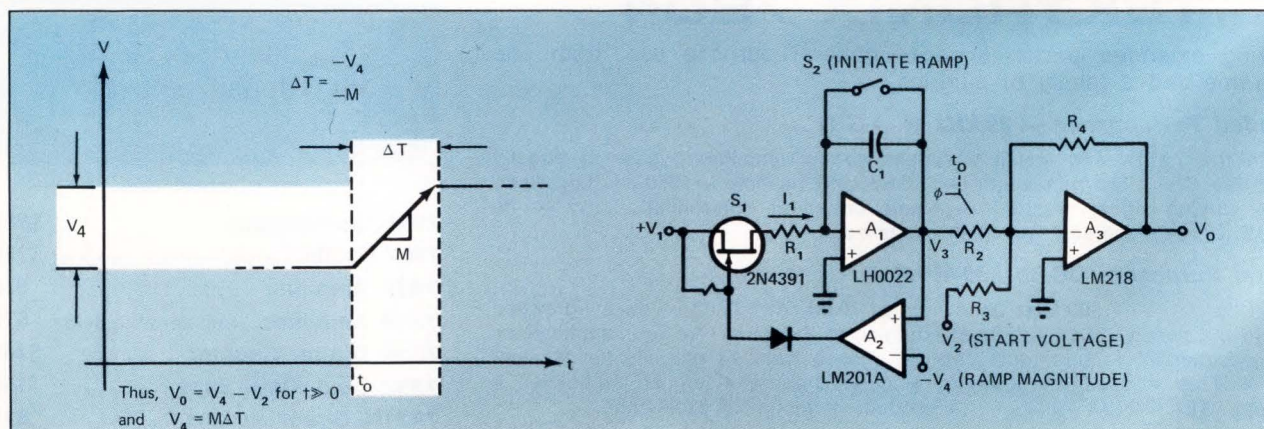 V
−V₄
ΔT =
−M
ΔT
V₄
M
t₀
t
Thus, V₀ = V₄ − V₂ for t≫ 0
and V₄ = MΔT
S₂ (INITIATE RAMP)
C₁
R₄
t₀
ϕ
S₁
I₁
+V₁
R₁
− A₁
+
V₃
R₂
− A₃
+
V₀
2N4391
LH0022
LM218
R₃
V₂ (START VOLTAGE)
A₂ +
−
LM201A
−V₄ (RAMP MAGNITUDE)